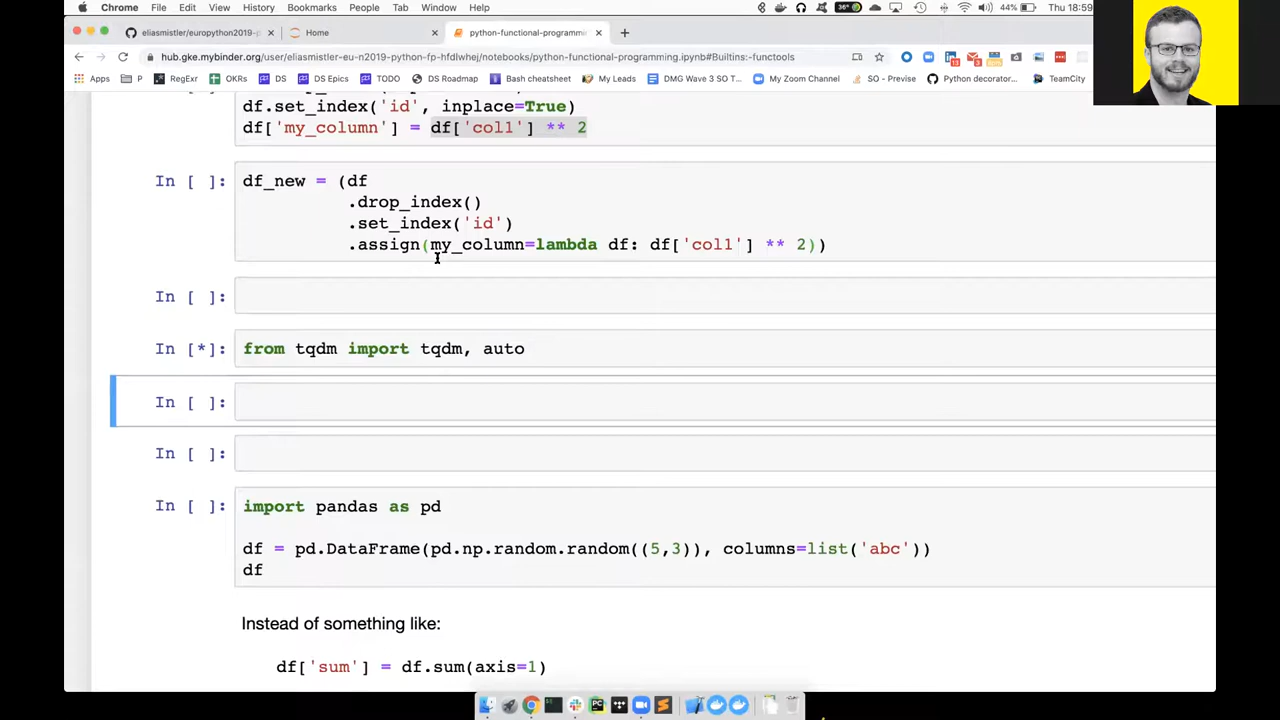 Chrome File Edit View History Bookmarks People Tab Window Help 36° 44% Thu 18:59
eliasmistler/europython2019-p Home python-functional-programmin
hub.gke.mybinder.org/user/eliasmistler-eu-n2019-python-fp-hfdlwhej/notebooks/python-functional-programming.ipynb#Builtins:-functools
Apps P RegExr OKRs DS DS Epics TODO DS Roadmap Bash cheatsheet My Leads DMG Wave 3 SO T... My Zoom Channel SO - Previse Python decorator... TeamCity
df.set_index('id', inplace=True)
df['my_column'] = df['col1'] ** 2
In [ ]: df_new = (df
.drop_index()
.set_index('id')
.assign(my_column=lambda df: df['col1'] ** 2))
In [ ]:
In [*]: from tqdm import tqdm, auto
In [ ]:
In [ ]:
In [ ]: import pandas as pd
df = pd.DataFrame(pd.np.random.random((5,3)), columns=list('abc'))
df
Instead of something like:
df['sum'] = df.sum(axis=1)